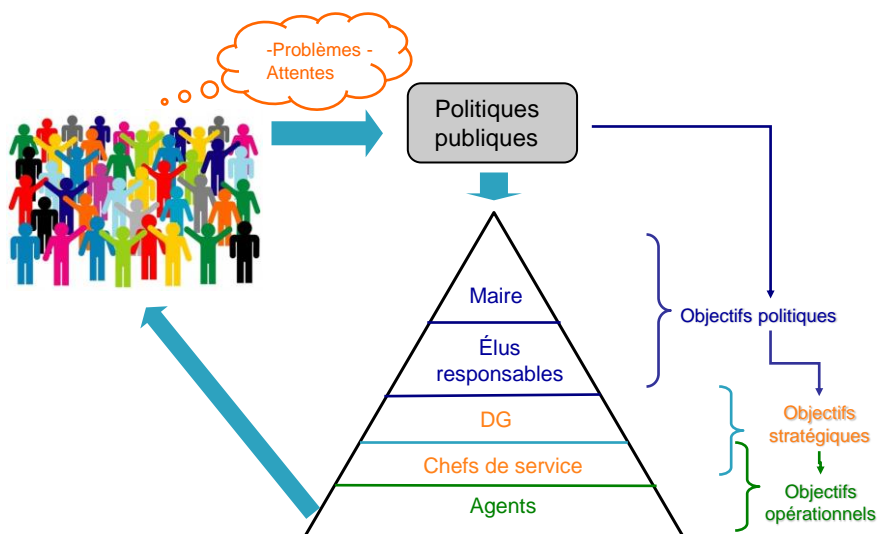 -Problèmes -
Attentes
Politiques
publiques
Maire
Élus
responsables
DG
Chefs de service
Agents
Objectifs politiques
Objectifs
stratégiques
Objectifs
opérationnels